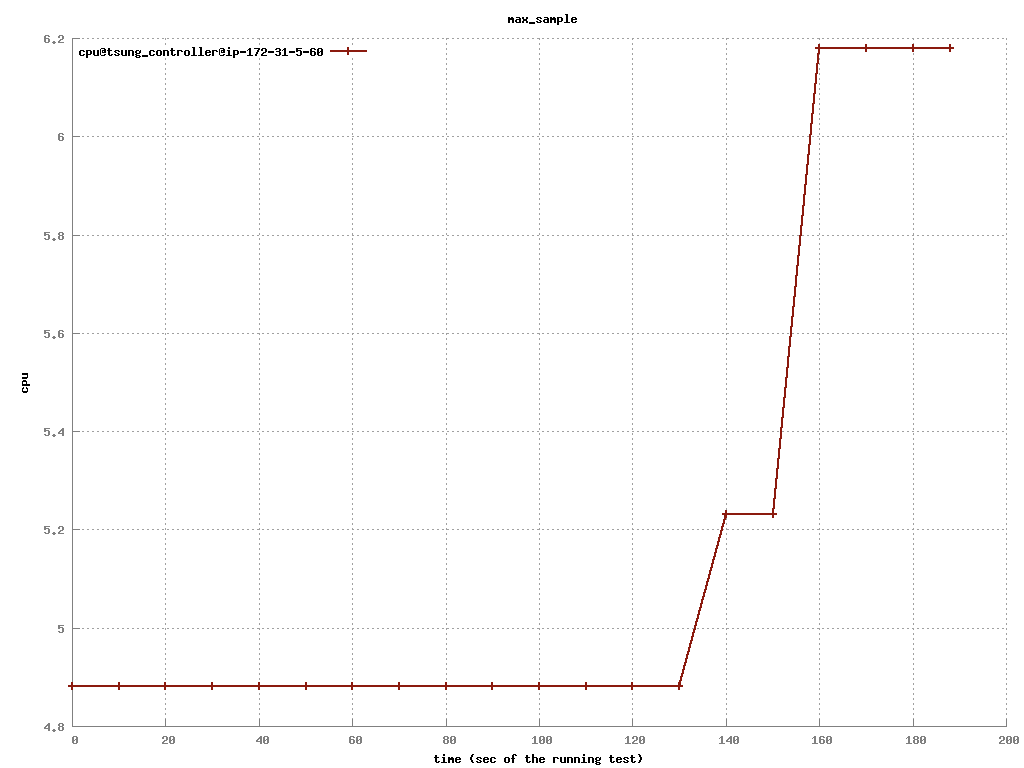 max_sample
cpu@tsung_controller@ip-172-31-5-60
6.2
6
5.8
5.6
5.4
5.2
5
4.8
cpu
0 20 40 60 80 100 120 140 160 180 200
time (sec of the running test)